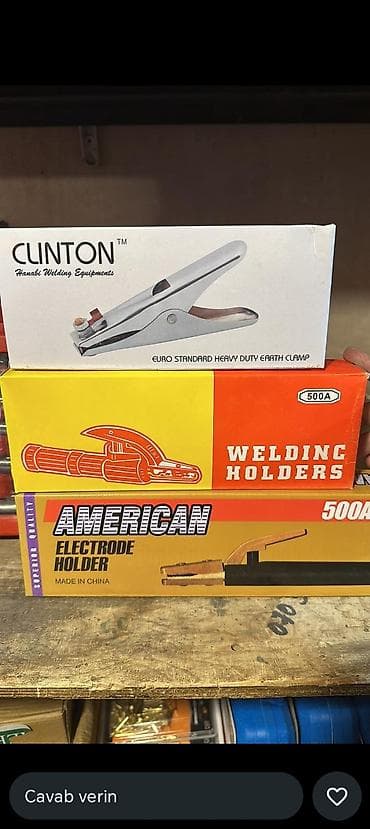 CLINTON™
Hanabi Welding Equipments
EURO STANDARD HEAVY DUTY EARTH CLAMP
500A
WELDING
HOLDERS
SUPERIOR QUALITY
AMERICAN
500A
ELECTRODE
HOLDER
MADE IN CHINA
Cavab verin